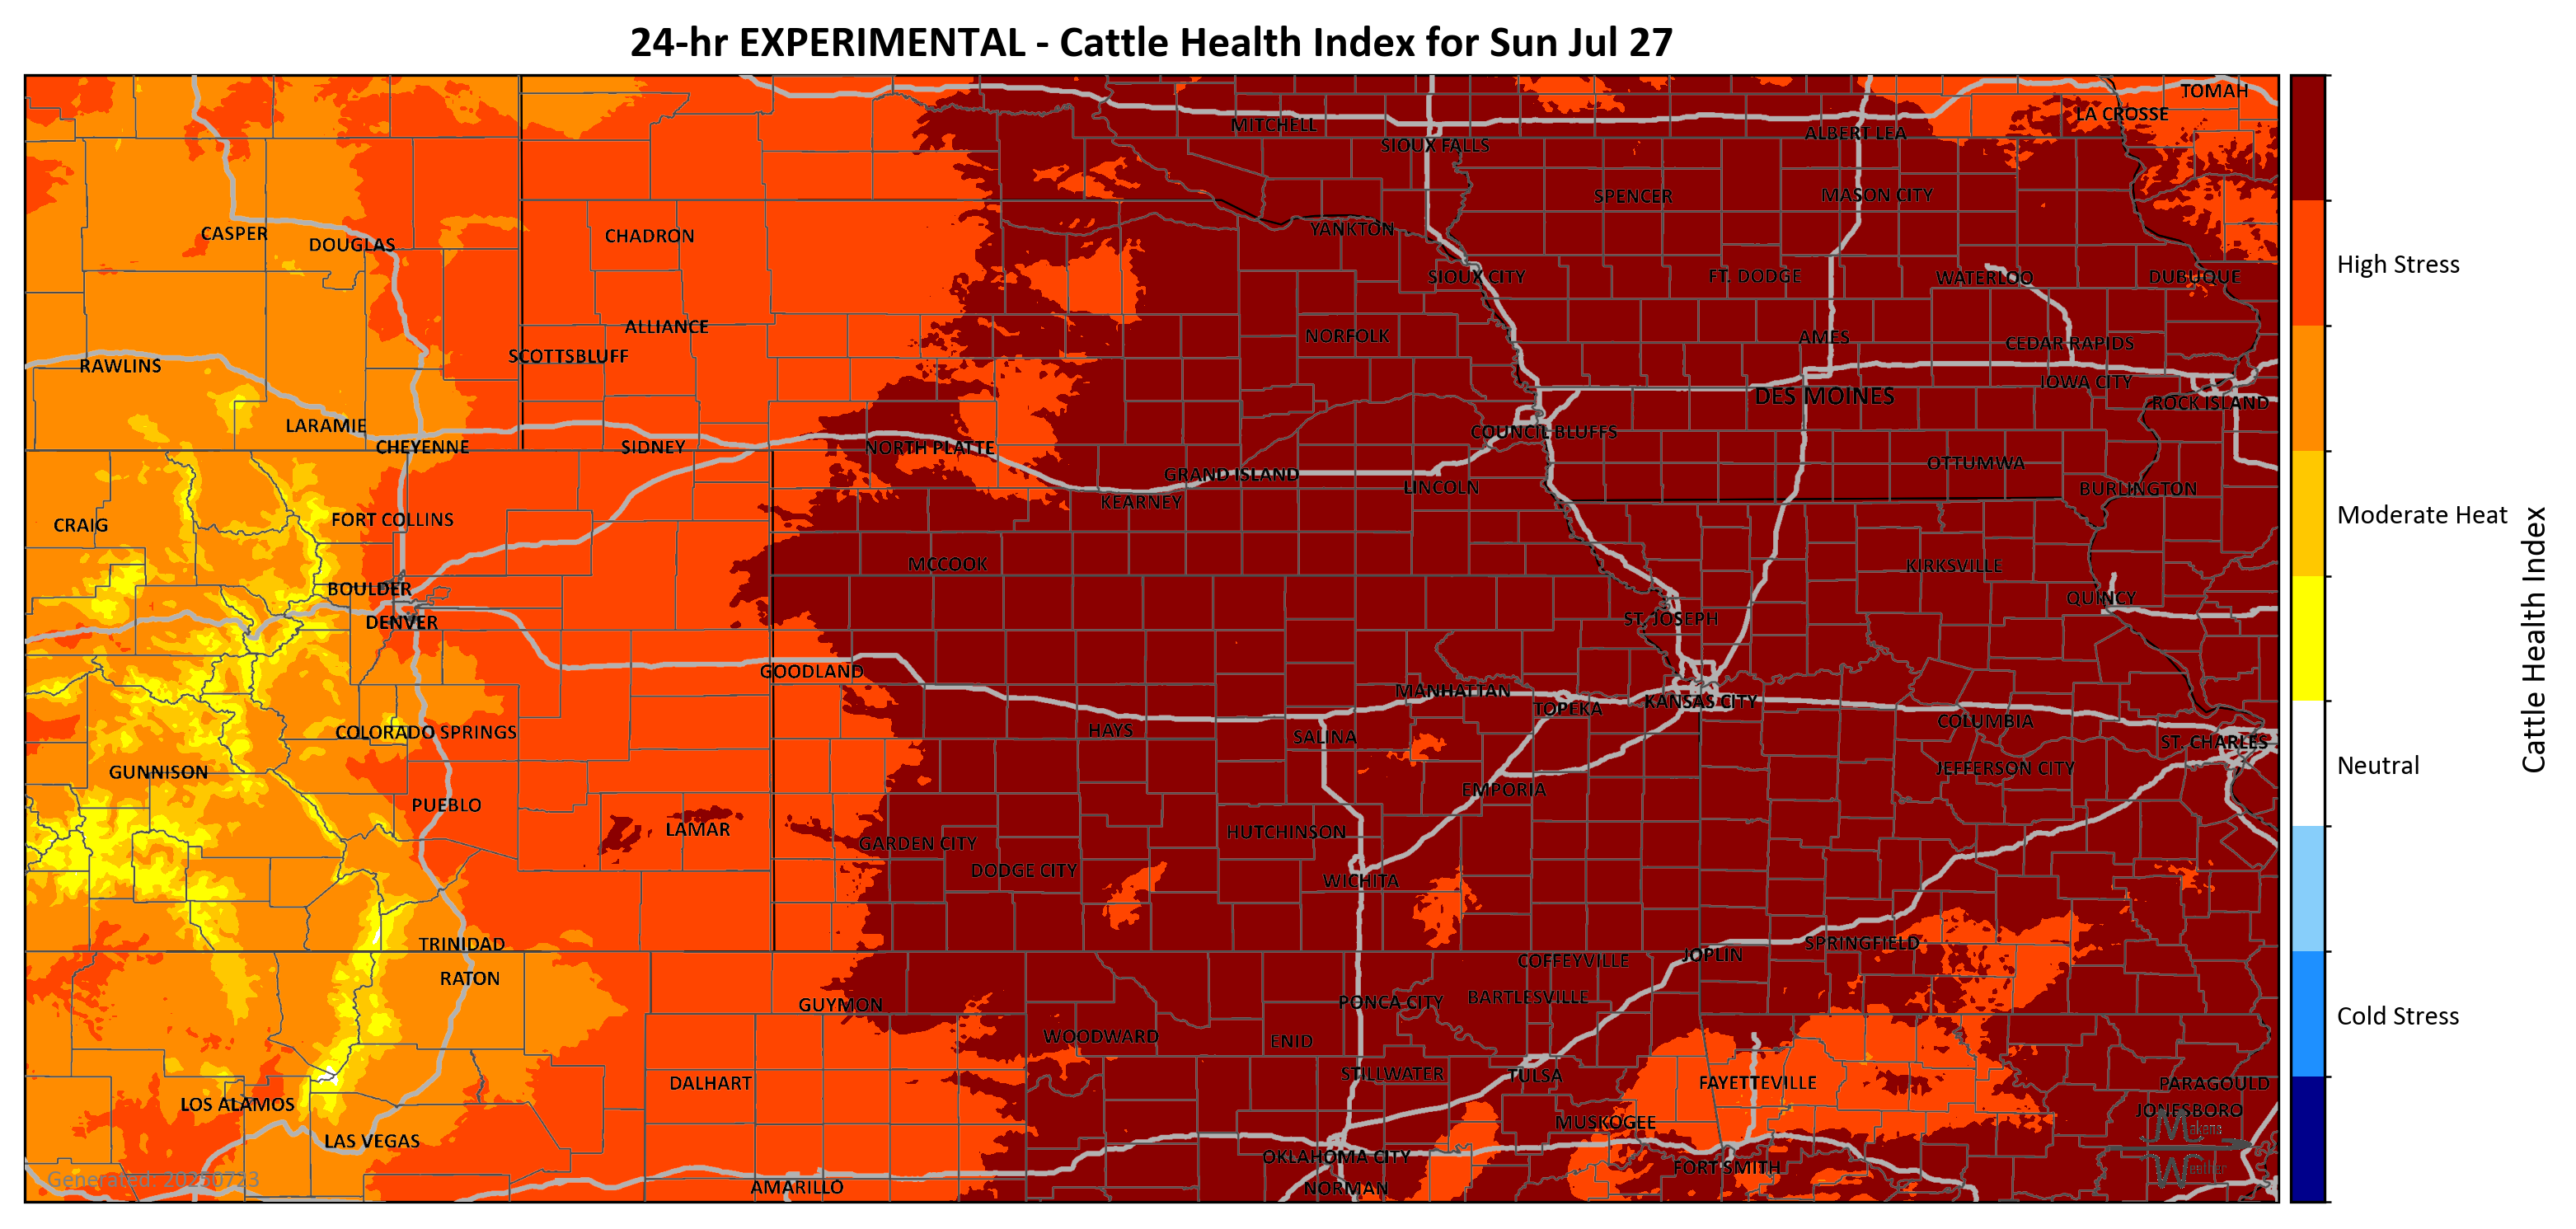 24-hr EXPERIMENTAL - Cattle Health Index for Sun Jul 27
TOMAH
LA CROSSE
MITCHELL
ALBERT LEA
SIOUX FALLS
SPENCER
MASON CITY
CASPER
DOUGLAS
CHADRON
YANKTON
High Stress
SIOUX CITY
FT. DODGE
WATERLOO
DUBUQUE
ALLIANCE
NORFOLK
AMES
CEDAR RAPIDS
SCOTTSBLUFF
RAWLINS
IOWA CITY
DES MOINES
ROCK ISLAND
LARAMIE
COUNCIL BLUFFS
CHEYENNE
SIDNEY
NORTH PLATTE
OTTUMWA
GRAND ISLAND
LINCOLN
BURLINGTON
KEARNEY
Moderate Heat
CRAIG
FORT COLLINS
MCCOOK
KIRKSVILLE
BOULDER
QUINCY
DENVER
ST. JOSEPH
Cattle Health Index
GOODLAND
MANHATTAN
TOPEKA
KANSAS CITY
COLUMBIA
COLORADO SPRINGS
HAYS
SALINA
ST. CHARLES
GUNNISON
JEFFERSON CITY
Neutral
EMPORIA
PUEBLO
LAMAR
HUTCHINSON
GARDEN CITY
DODGE CITY
WICHITA
TRINIDAD
SPRINGFIELD
JOPLIN
COFFEYVILLE
RATON
BARTLESVILLE
PONCA CITY
GUYMON
Cold Stress
WOODWARD
ENID
STILLWATER
TULSA
DALHART
FAYETTEVILLE
PARAGOULD
LOS ALAMOS
JONESBORO
MUSKOGEE
Makens
LAS VEGAS
OKLAHOMA CITY
FORT SMITH
Weather
Generated: 20250723
AMARILLO
NORMAN